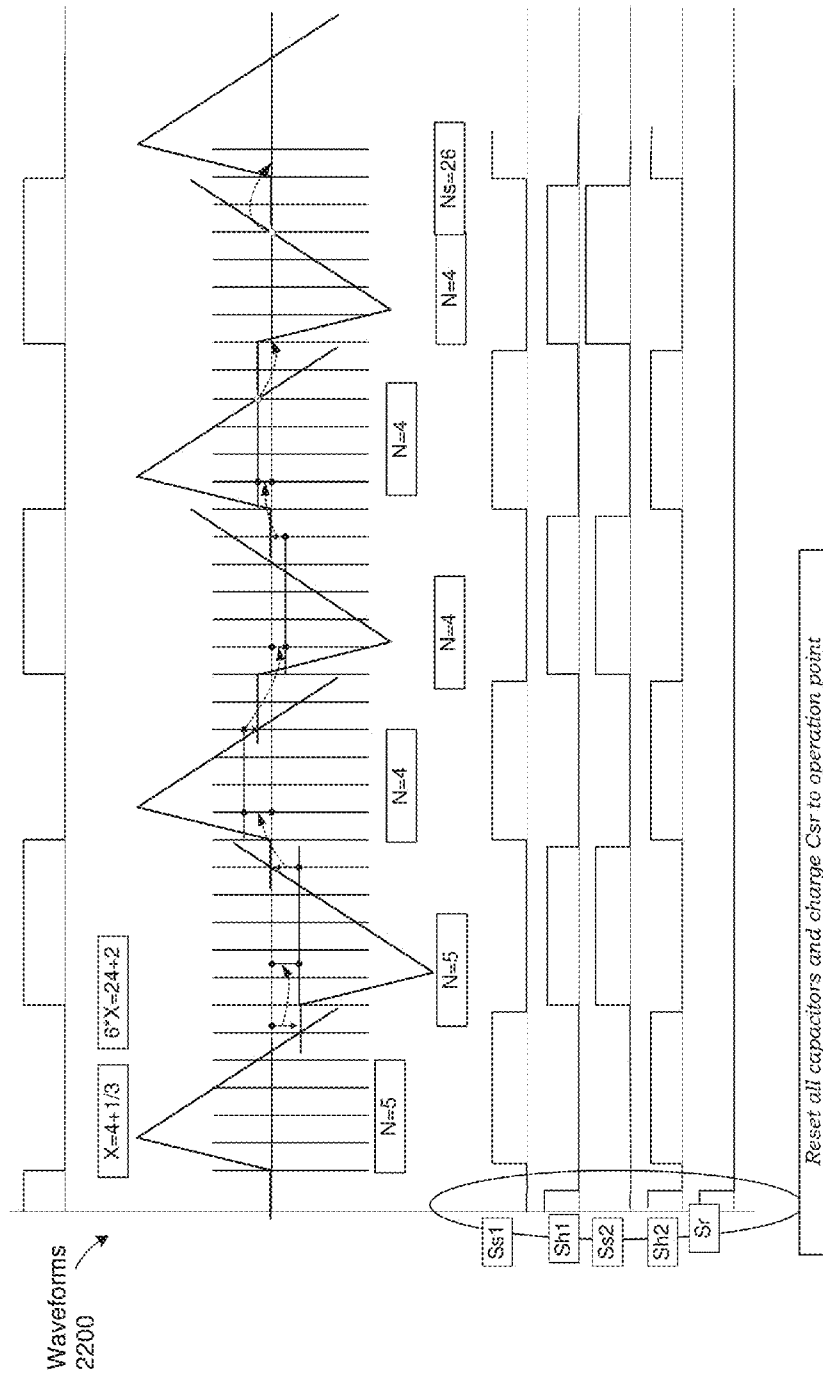 Waveforms
2200
X=4+1/3
6*X=24+2
N=5
N=5
N=4
N=4
N=4
N=4
Ns=26
Ss1
Sh1
Ss2
Sh2
Sr
Reset all capacitors and charge Csr to operation point